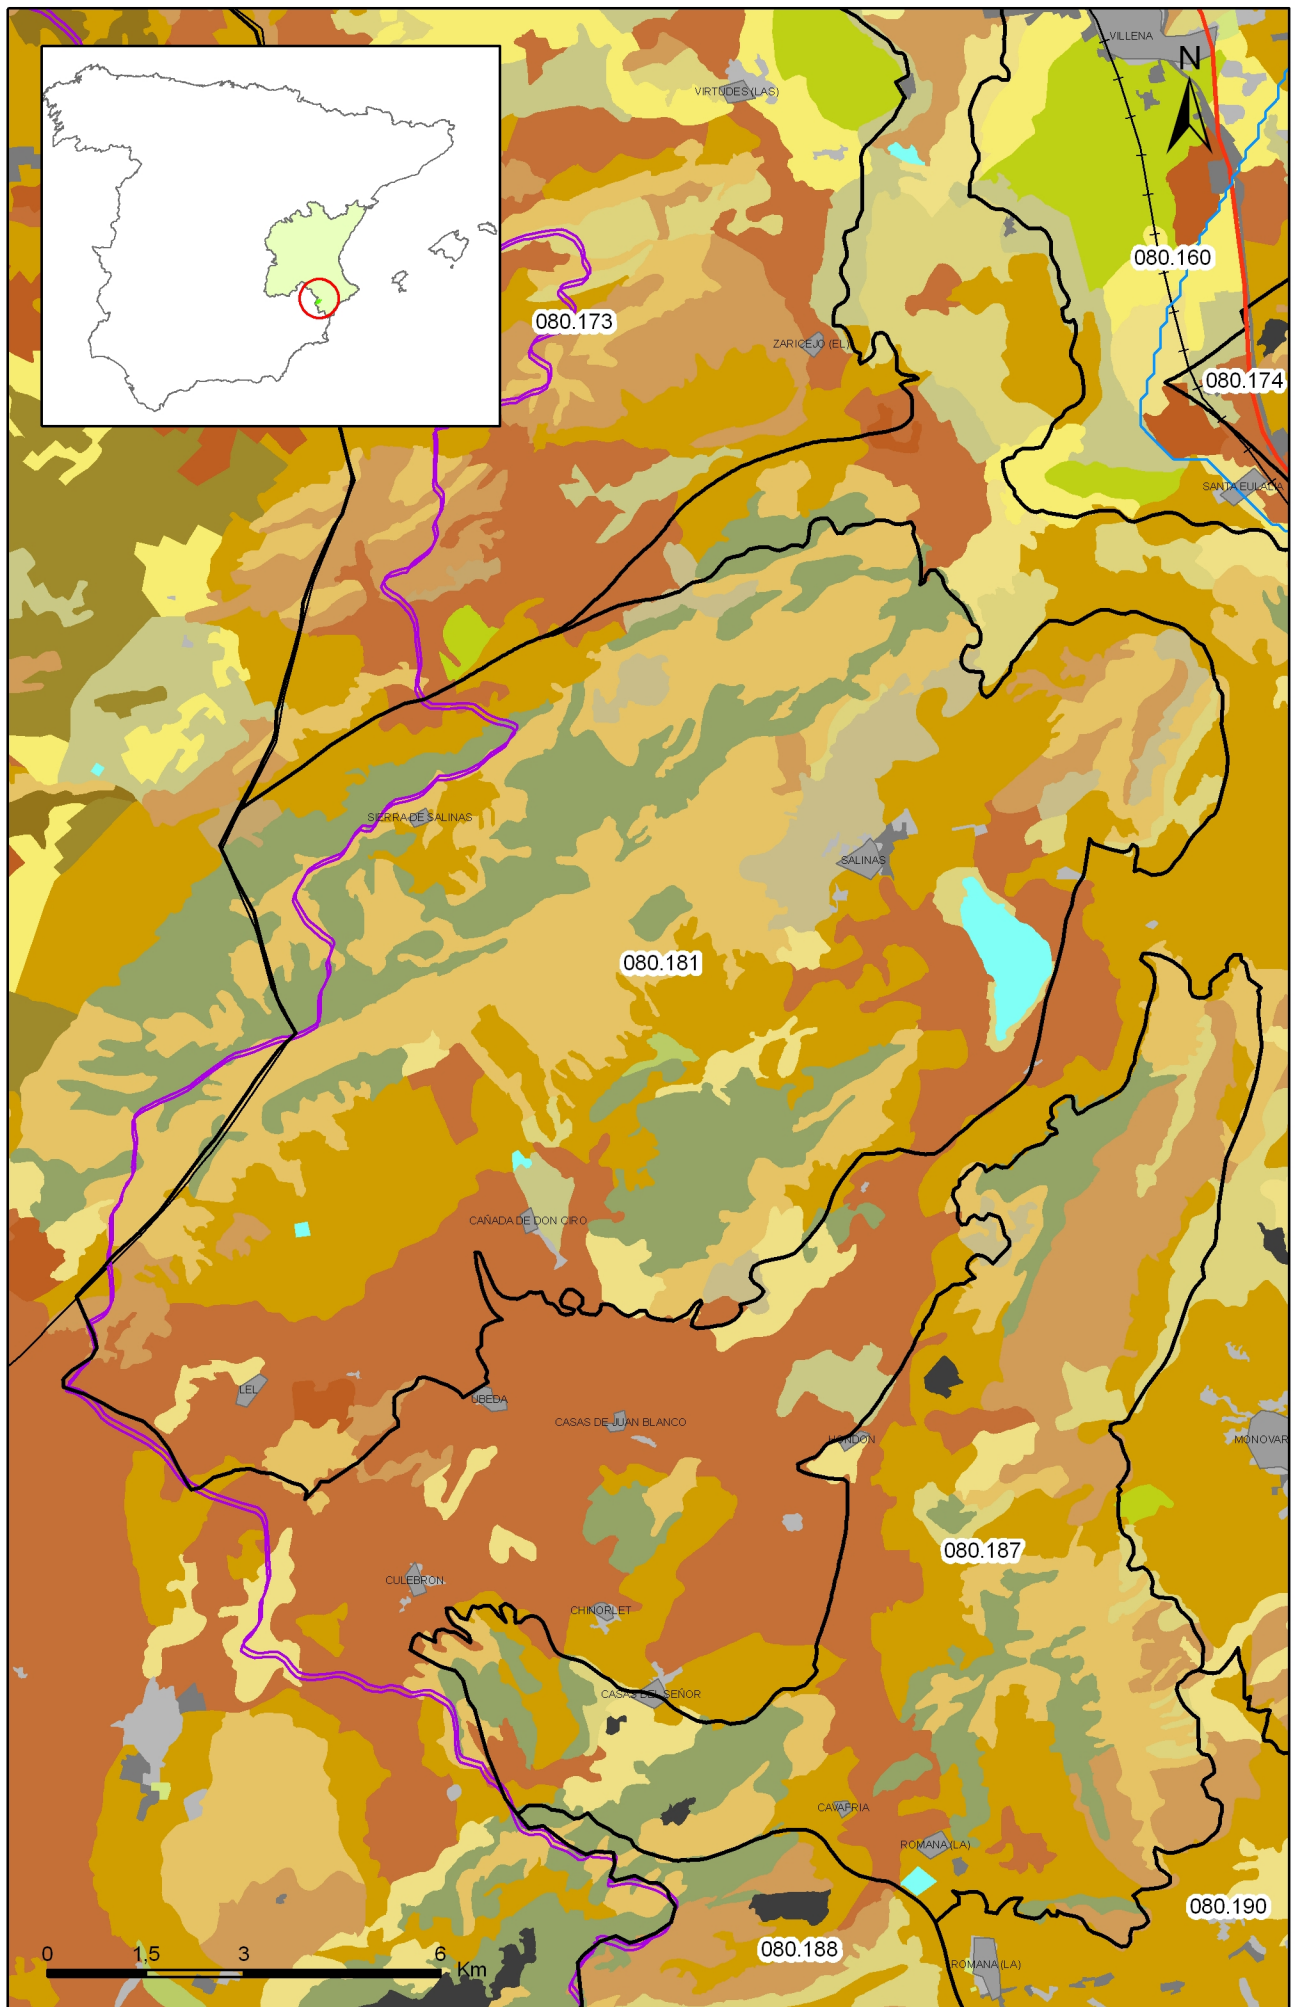 VILLENA
N
VIRTUDES (LAS)
080.160
080.173
ZARICEJO (EL)
080.174
SANTA EULALIA
SIERRA DE SALINAS
SALINAS
080.181
CAÑADA DE DON CIRO
LEL
UBEDA
CASAS DE JUAN BLANCO
HONDON
MONOVAR
080.187
CULEBRON
CHINORLET
CASAS DEL SEÑOR
CAVAFRIA
ROMANA (LA)
080.190
080.188
0 1,5 3 6
Km
ROMANA (LA)